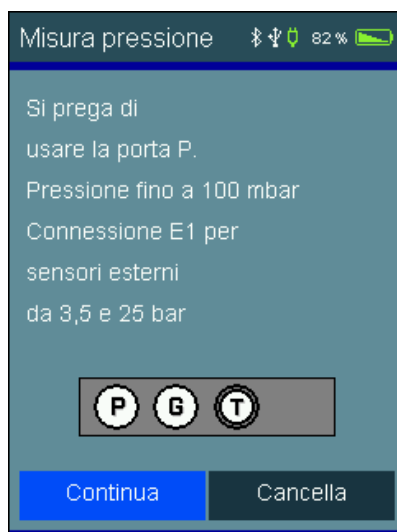 Misura pressione 82 %
Si prega di
usare la porta P.
Pressione fino a 100 mbar
Connessione E1 per
sensori esterni
da 3,5 e 25 bar
P G T
Continua Cancella